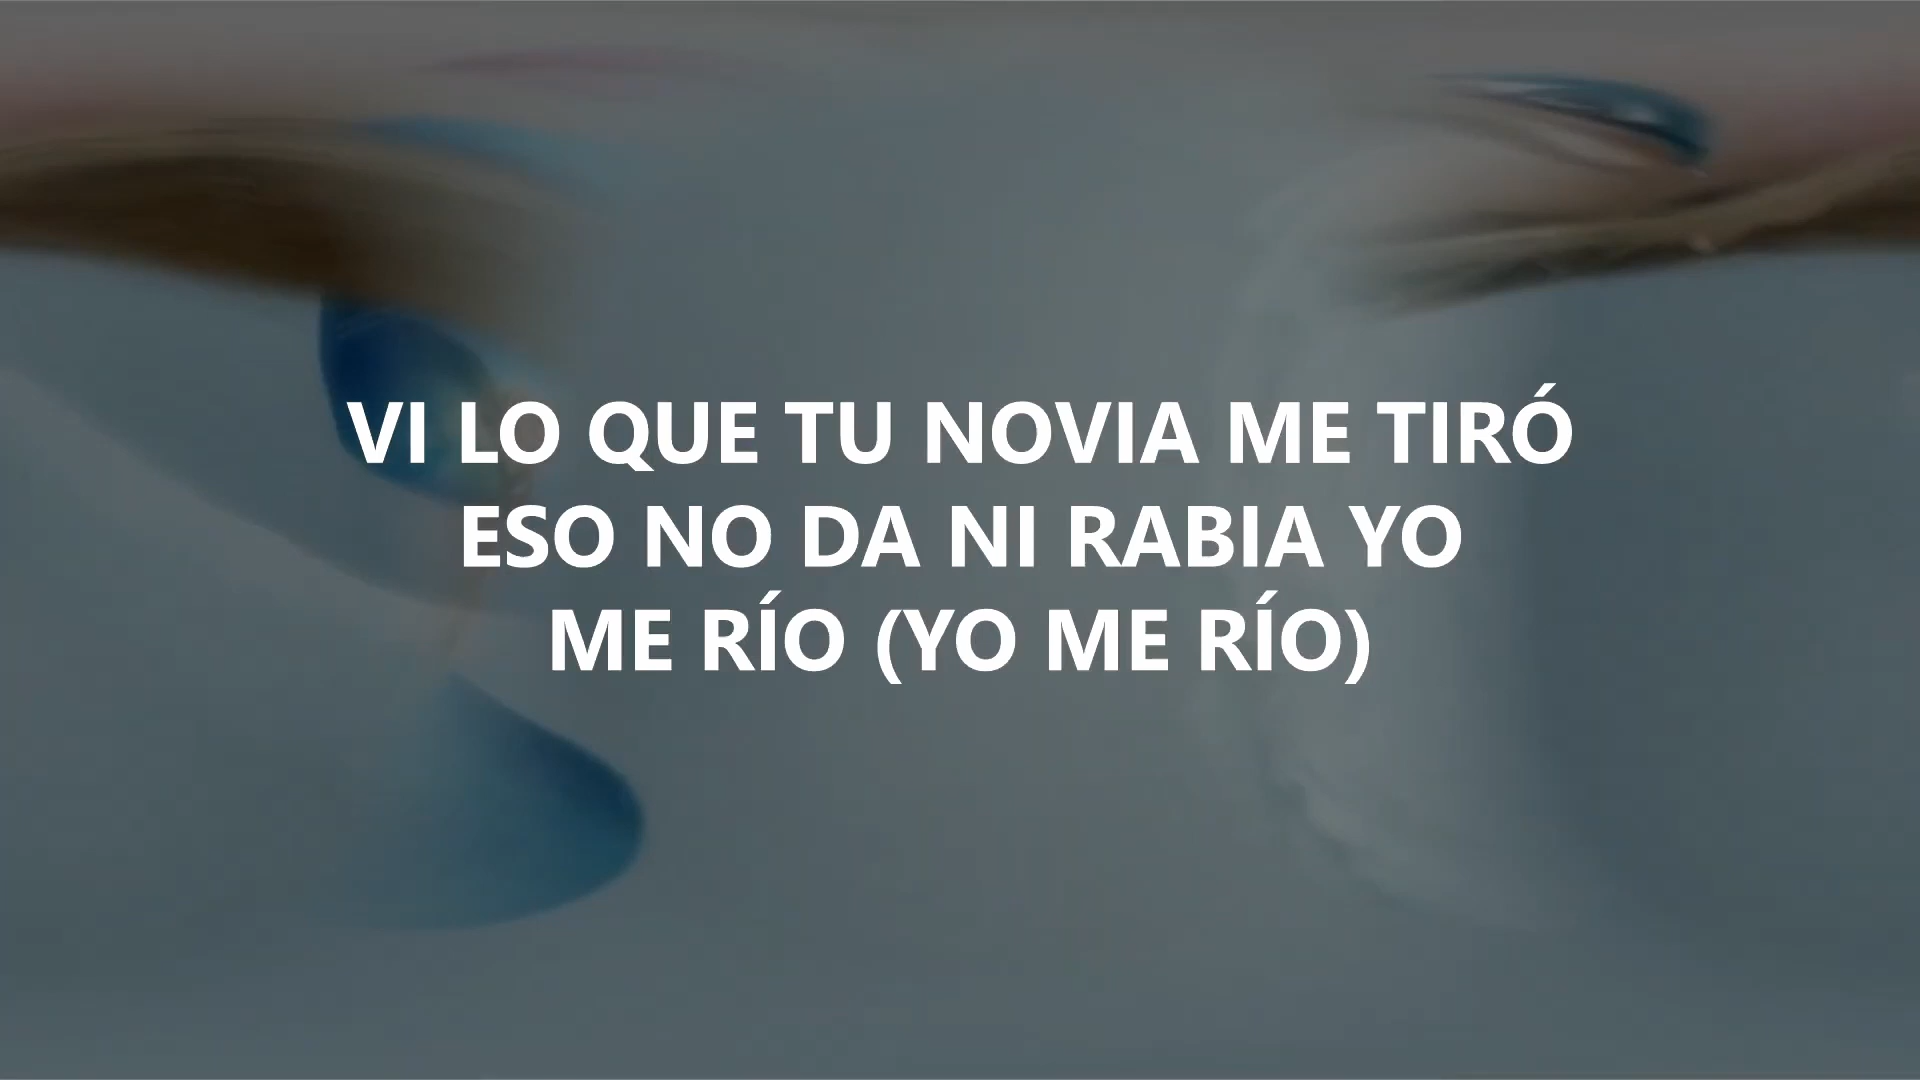 VI LO QUE TU NOVIA ME TIRÓ
ESO NO DA NI RABIA YO
ME RÍO (YO ME RÍO)